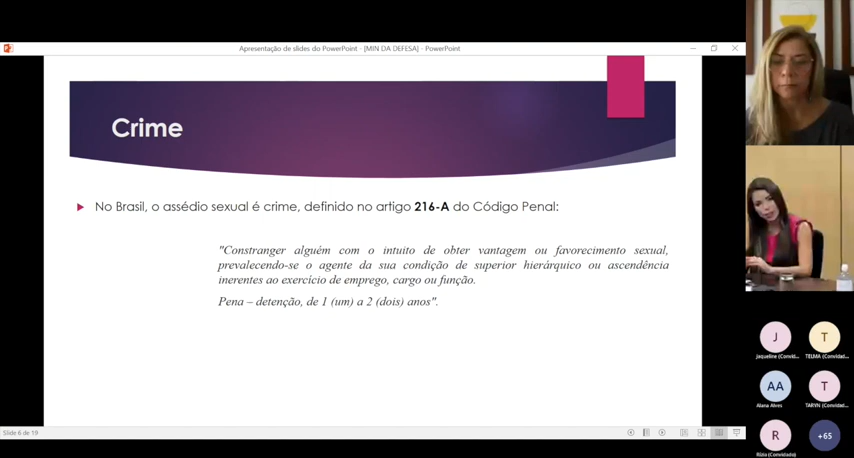 Apresentação de slides do PowerPoint - [MIN DA DEFESA] - PowerPoint
Crime
No Brasil, o assédio sexual é crime, definido no artigo 216-A do Código Penal:
"Constranger alguém com o intuito de obter vantagem ou favorecimento sexual,
prevalecendo-se o agente da sua condição de superior hierárquico ou ascendência
inerentes ao exercício de emprego, cargo ou função.
Pena – detenção, de 1 (um) a 2 (dois) anos".
Slide 6 de 19
J
T
Jaqueline (Convid...
TELMA (Convidad...
AA
T
Alana Alves
TARYN (Convidad...
R
+65
Rízia (Convidado)